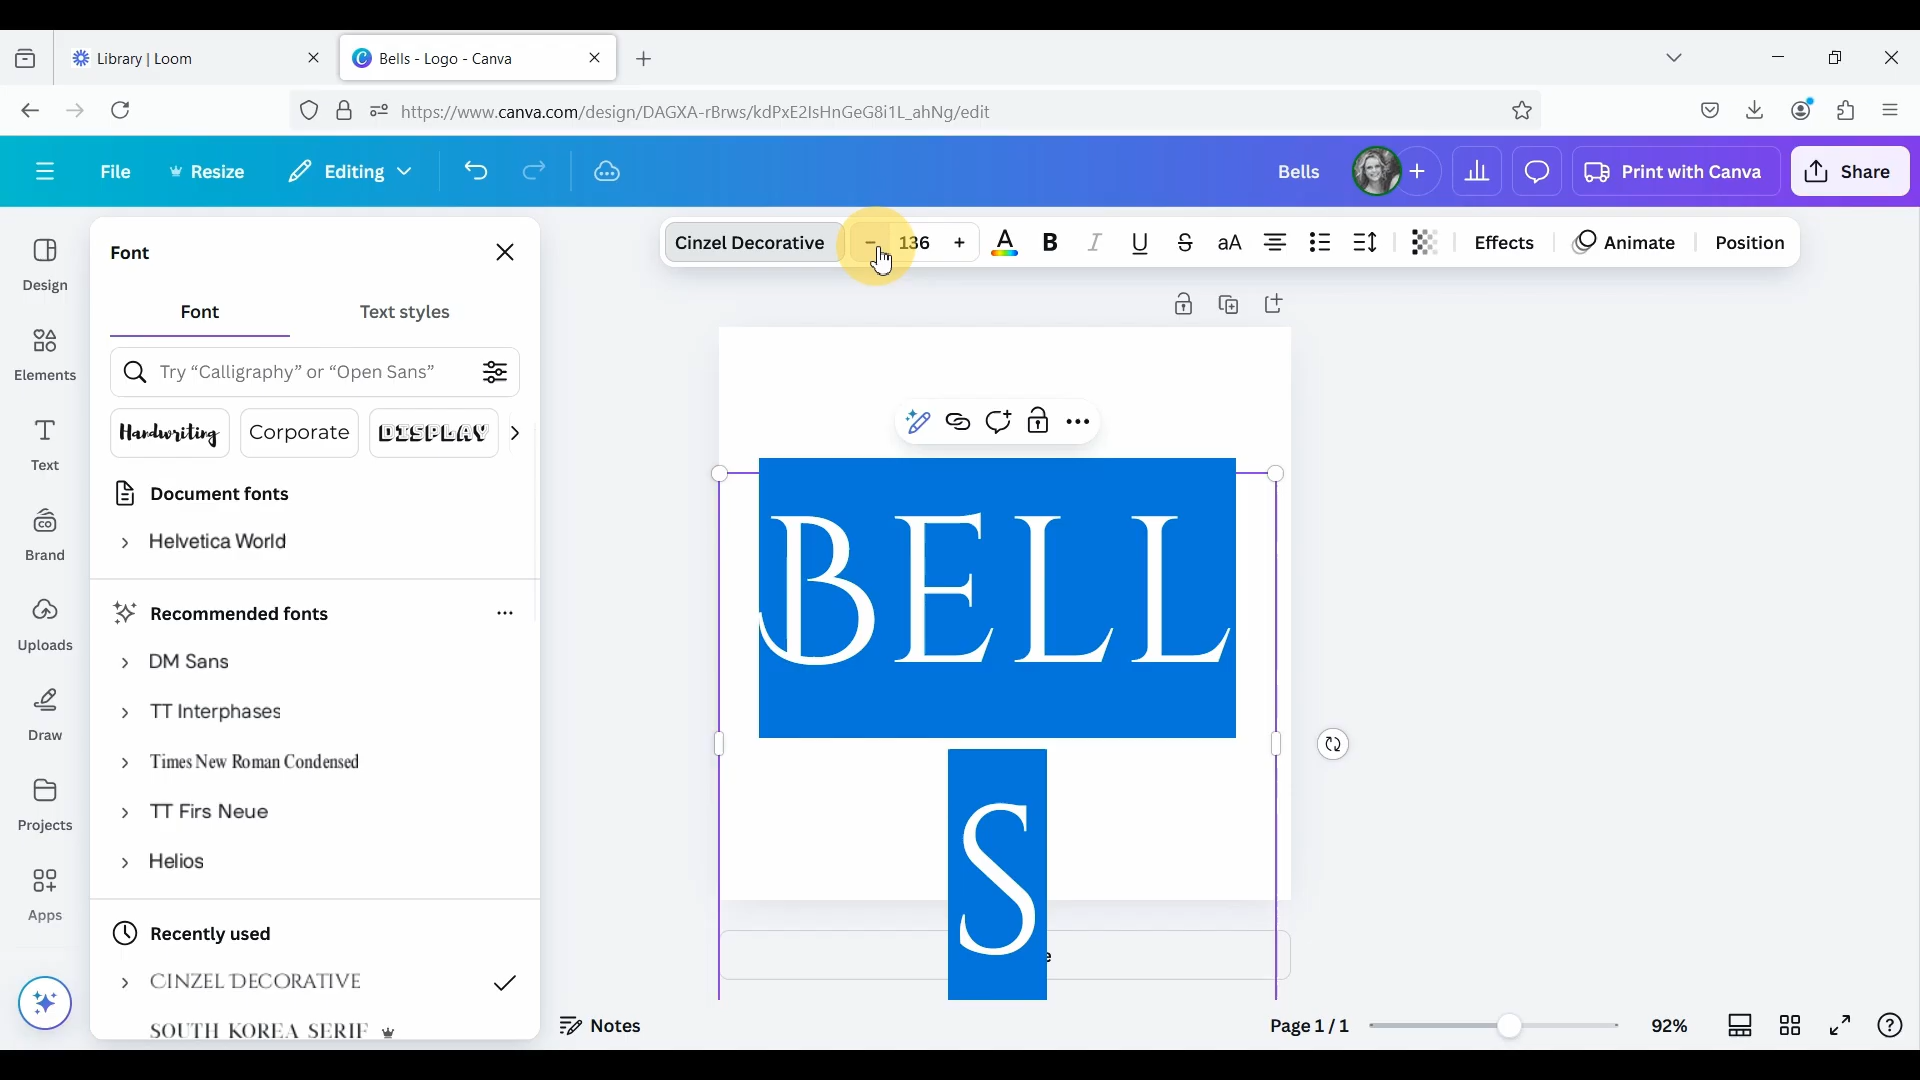 Library | Loom
Bells - Logo - Canva
https://www.canva.com/design/DAGXA-rBrws/kdPxE2IsHnGeG8i1L_ahNg/edit
File
Resize
Editing
Bells
Print with Canva
Share
Font
Cinzel Decorative
- 136 +
B
I
U
S
aA
Effects
Animate
Position
Design
Elements
Text
Brand
Uploads
Draw
Projects
Apps
Font
Text styles
Try “Calligraphy” or “Open Sans”
Handwriting
Corporate
DISPLAY
Document fonts
Helvetica World
Recommended fonts
DM Sans
TT Interphases
Times New Roman Condensed
TT Firs Neue
Helios
Recently used
CINZEL DECORATIVE
SOUTH KOREA SERIF
BELL
S
Notes
Page 1 / 1
92%